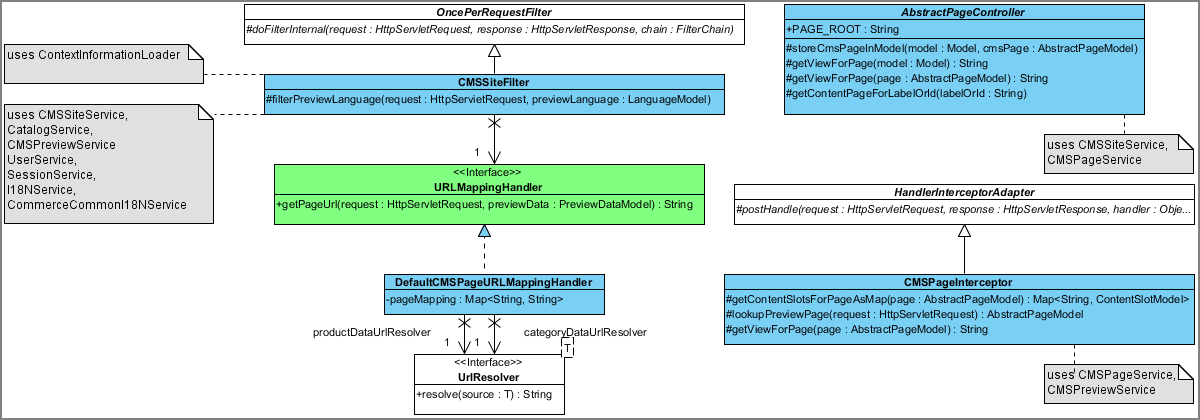 OncePerRequestFilter
#doFilterInternal(request : HttpServletRequest, response : HttpServletResponse, chain : FilterChain)
uses ContextInformationLoader
CMSSiteFilter
#filterPreviewLanguage(request : HttpServletRequest, previewLanguage : LanguageModel)
uses CMSSiteService,
CatalogService,
CMSPreviewService
UserService,
SessionService,
I18NService,
CommerceCommonI18NService
1
<<Interface>>
URLMappingHandler
+getPageUrl(request : HttpServletRequest, previewData : PreviewDataModel) : String
DefaultCMSPageURLMappingHandler
-pageMapping : Map<String, String>
productDataUrlResolver
categoryDataUrlResolver
1
1
T
<<Interface>>
UrlResolver
+resolve(source : T) : String
AbstractPageController
+PAGE_ROOT : String
#storeCmsPageInModel(model : Model, cmsPage : AbstractPageModel)
#getViewForPage(model : Model) : String
#getViewForPage(page : AbstractPageModel) : String
#getContentPageForLabelOrId(labelOrId : String)
uses CMSSiteService,
CMSPageService
HandlerInterceptorAdapter
#postHandle(request : HttpServletRequest, response : HttpServletResponse, handler : Obje...
CMSPageInterceptor
#getContentSlotsForPageAsMap(page : AbstractPageModel) : Map<String, ContentSlotModel>
#lookupPreviewPage(request : HttpServletRequest) : AbstractPageModel
#getViewForPage(page : AbstractPageModel) : String
uses CMSPageService,
CMSPreviewService